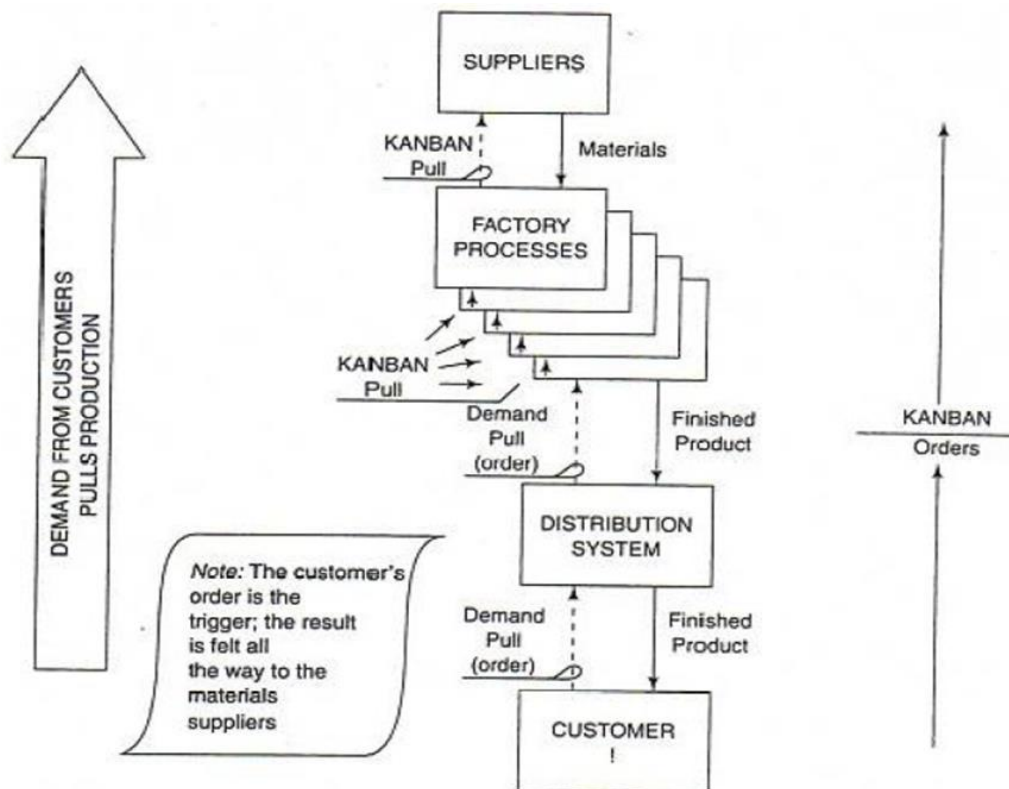 SUPPLIERS
KANBAN
Pull
Materials
FACTORY
PROCESSES
DEMAND FROM CUSTOMERS
PULLS PRODUCTION
KANBAN
Pull
Demand
Pull
(order)
Finished
Product
KANBAN
Orders
DISTRIBUTION
SYSTEM
Note: The customer's
order is the
trigger; the result
is felt all
the way to the
materials
suppliers
Demand
Pull
(order)
Finished
Product
CUSTOMER
!